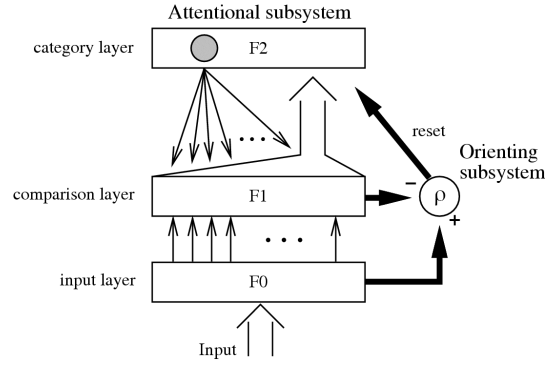 Attentional subsystem
category layer
F2
reset
Orienting
subsystem
comparison layer
F1
−
ρ
+
input layer
F0
Input